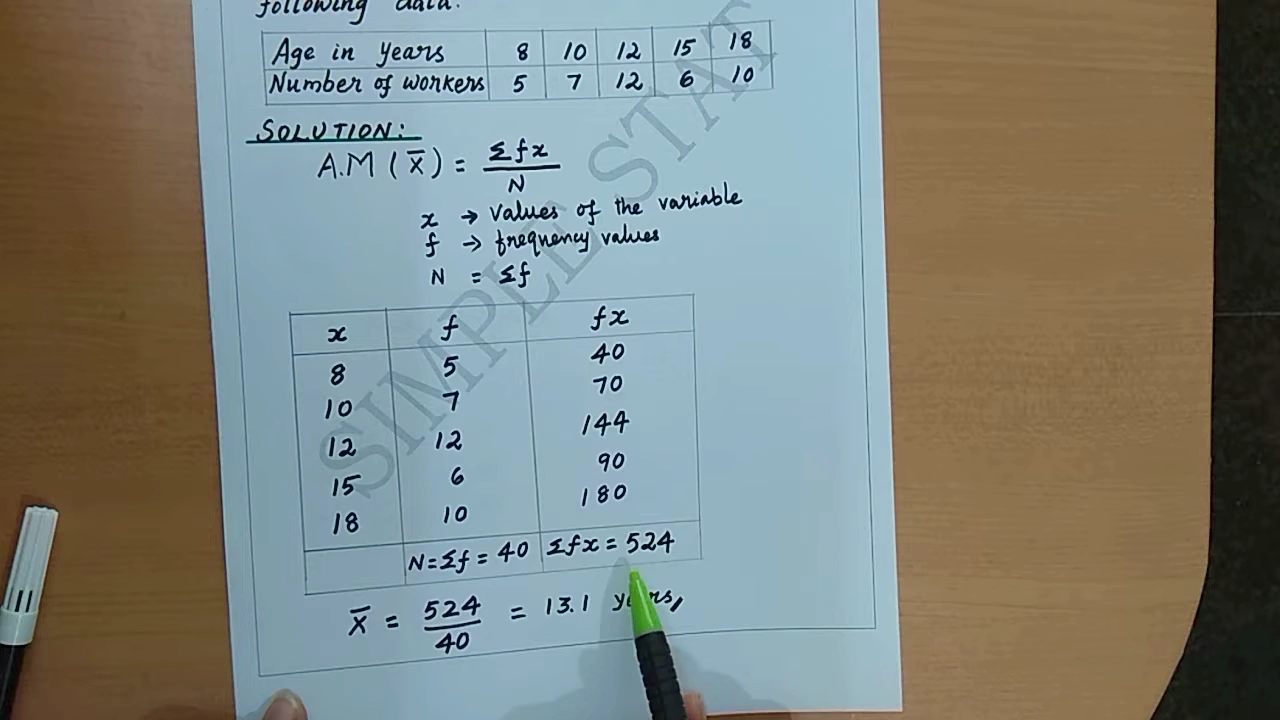 following data.
Age in years 8 10 12 15 18
Number of workers 5 7 12 6 10
SOLUTION:
A.M (x̄) = Σfx / N
x → values of the variable
f → frequency values
N = Σf
x f fx
8 5 40
10 7 70
12 12 144
15 6 90
18 10 180
N = Σf = 40 Σfx = 524
x̄ = 524 / 40 = 13.1
SIMPLE STAT